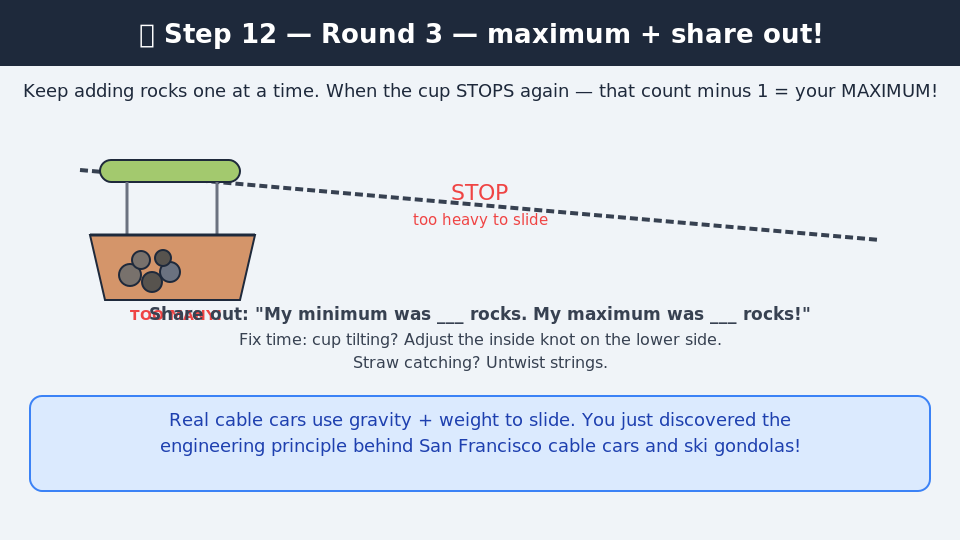 Step 12 — Round 3 — maximum + share out!
Keep adding rocks one at a time. When the cup STOPS again — that count minus 1 = your MAXIMUM!
STOP
too heavy to slide
TOO MANY!
Share out: "My minimum was ___ rocks. My maximum was ___ rocks!"
Fix time: cup tilting? Adjust the inside knot on the lower side.
Straw catching? Untwist strings.
Real cable cars use gravity + weight to slide. You just discovered the
engineering principle behind San Francisco cable cars and ski gondolas!